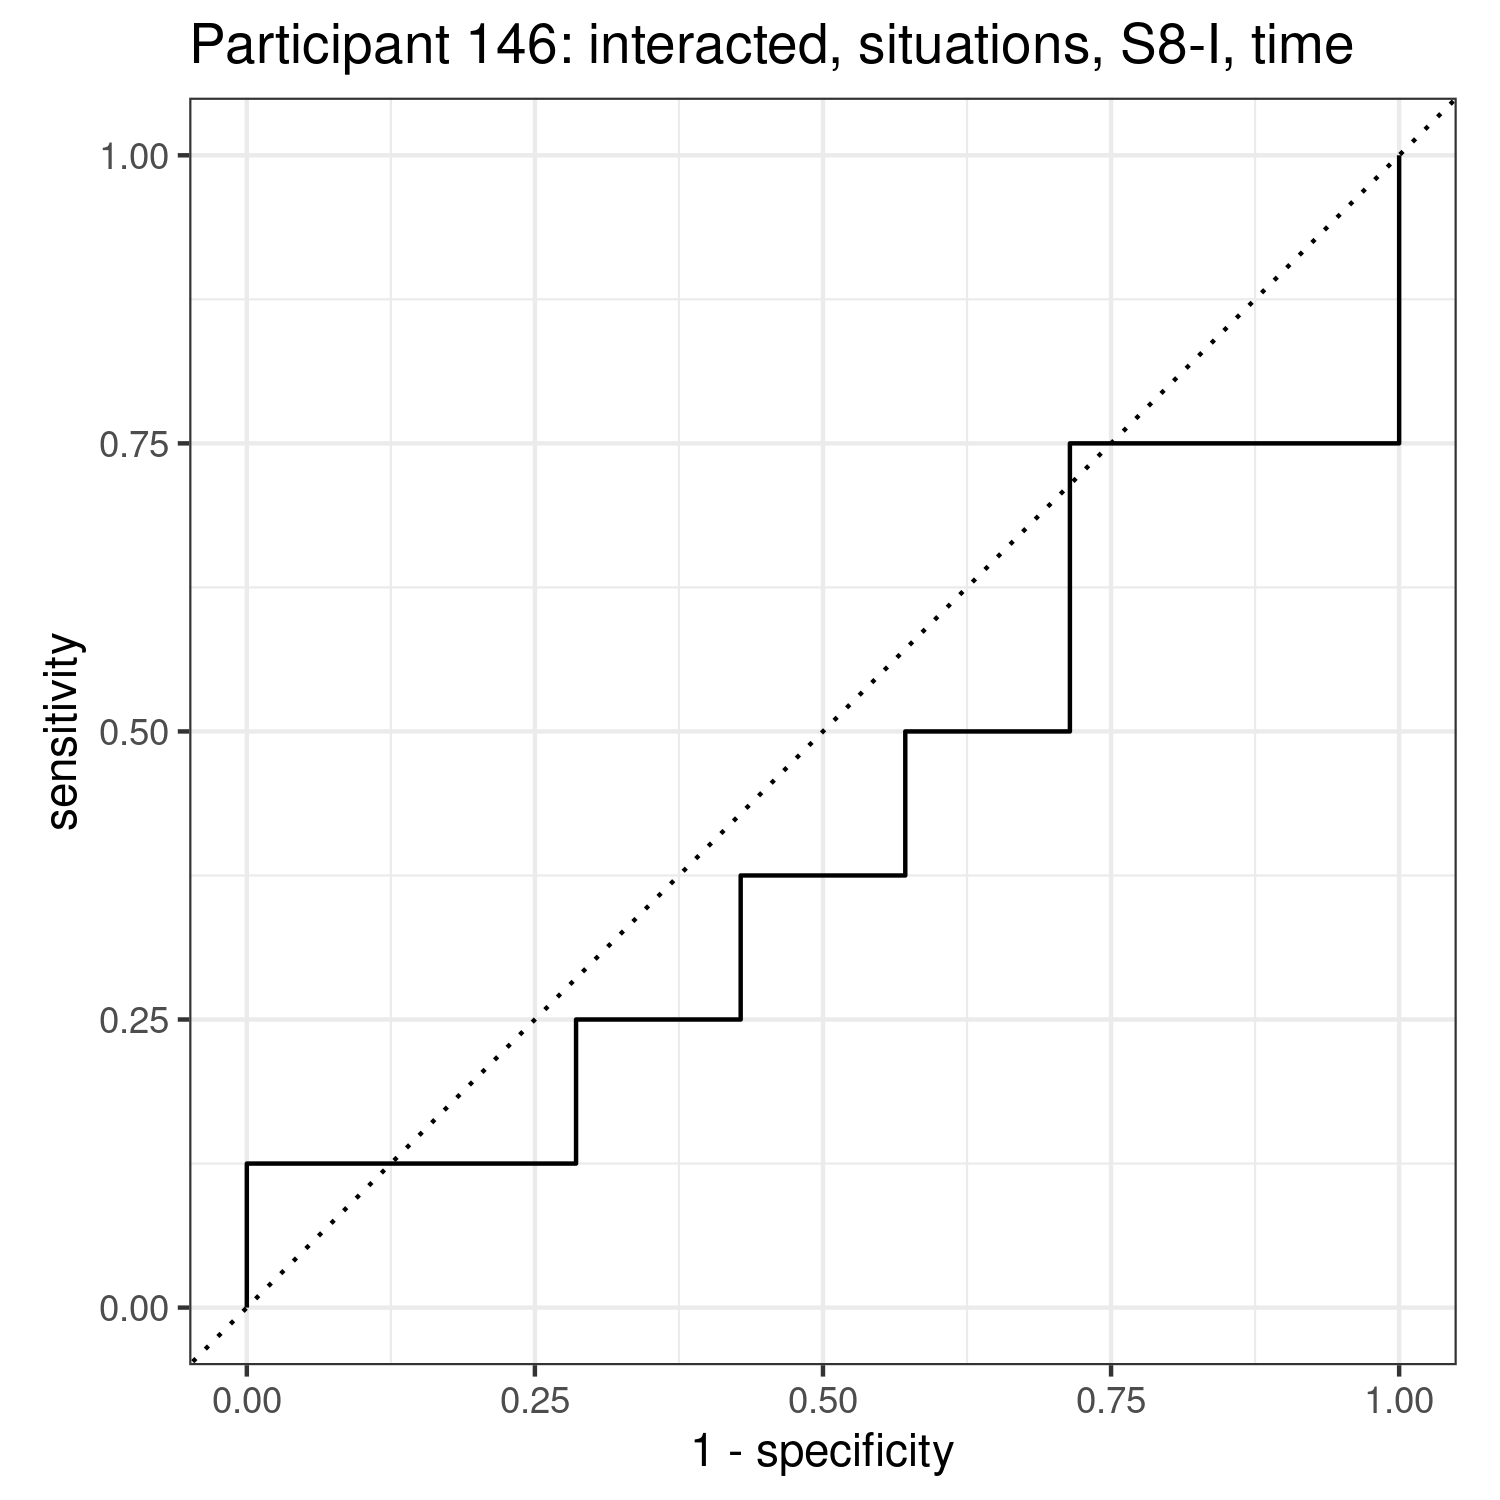 Participant 146: interacted, situations, S8-I, time
1.00
0.75
0.50
0.25
0.00
sensitivity
0.00 0.25 0.50 0.75 1.00
1 - specificity